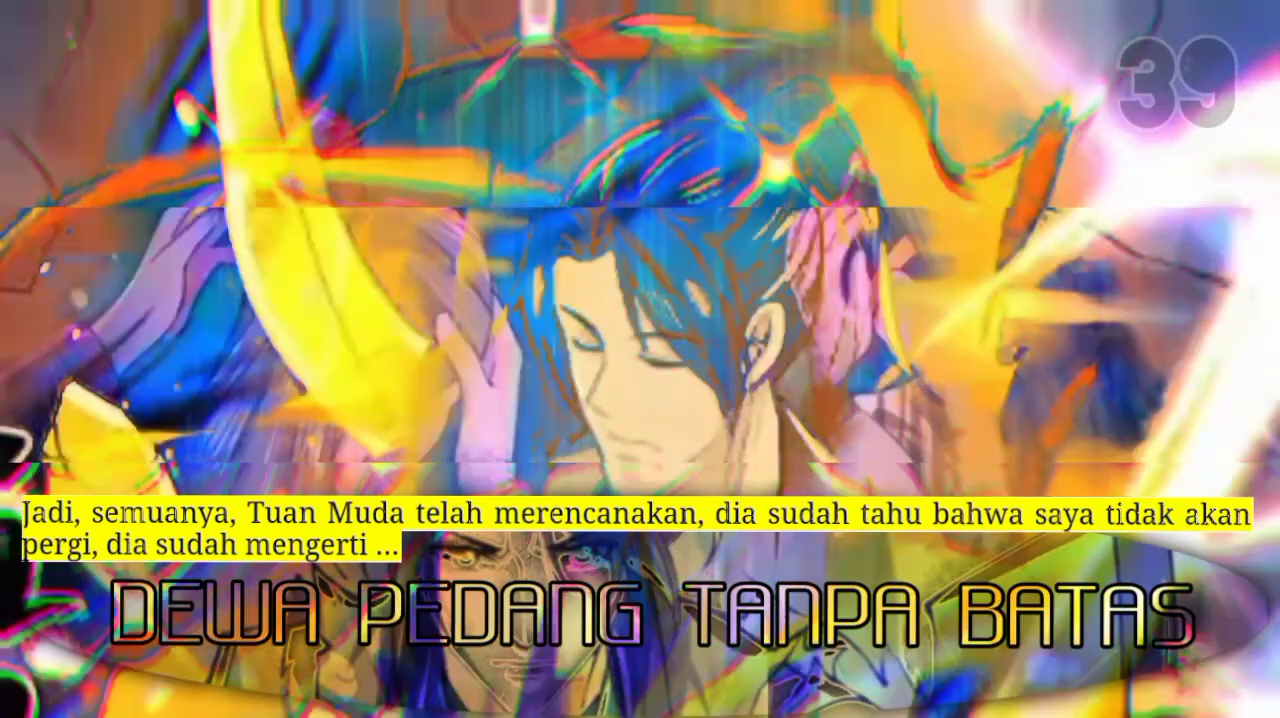 39
Jadi, semuanya, Tuan Muda telah merencanakan, dia sudah tahu bahwa saya tidak akan
pergi, dia sudah mengerti ...
DEWA PEDANG TANPA BATAS